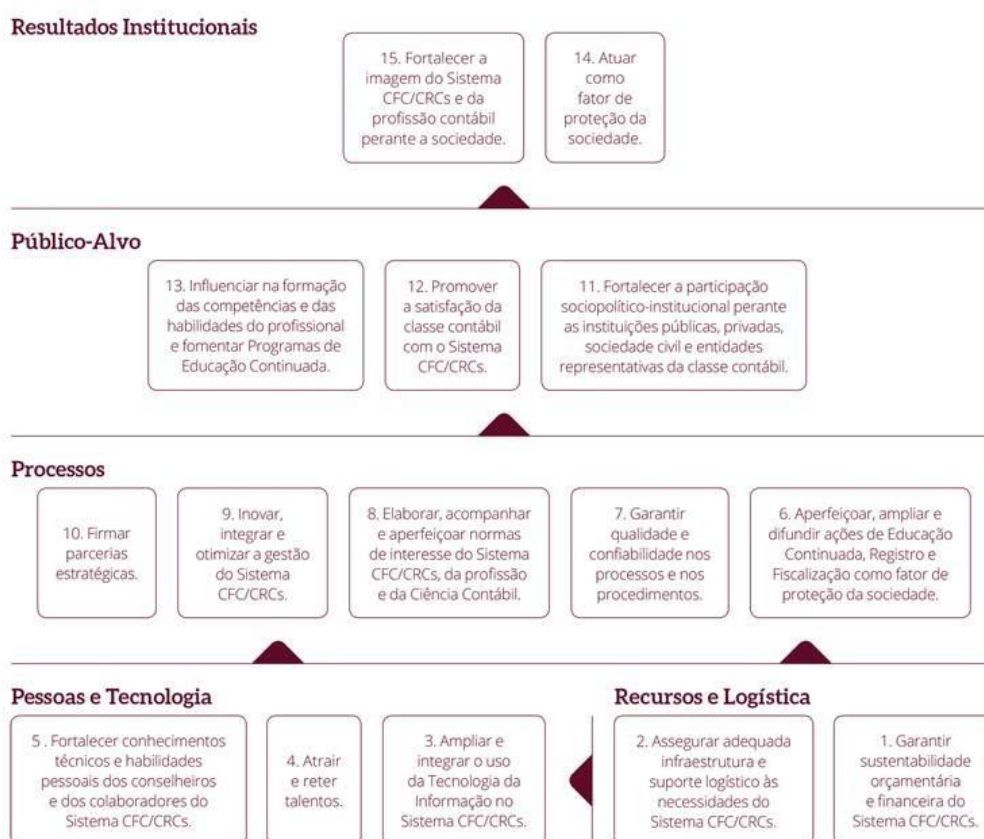 Resultados Institucionais
15. Fortalecer a
imagem do Sistema
CFC/CRCs e da
profissão contábil
perante a sociedade.
14. Atuar
como
fator de
proteção da
sociedade.
Público-Alvo
13. Influenciar na formação
das competências e das
habilidades do profissional
e fomentar Programas de
Educação Continuada.
12. Promover
a satisfação da
classe contábil
com o Sistema
CFC/CRCs.
11. Fortalecer a participação
sociopolítico-institucional perante
as instituições públicas, privadas,
sociedade civil e entidades
representativas da classe contábil.
Processos
10. Firmar
parcerias
estratégicas.
9. Inovar,
integrar e
otimizar a gestão
do Sistema
CFC/CRCs.
8. Elaborar, acompanhar
e aperfeiçoar normas
de interesse do Sistema
CFC/CRCs, da profissão
e da Ciência Contábil.
7. Garantir
qualidade e
confiabilidade nos
processos e nos
procedimentos.
6. Aperfeiçoar, ampliar e
difundir ações de Educação
Continuada, Registro e
Fiscalização como fator de
proteção da sociedade.
Pessoas e Tecnologia
5 . Fortalecer conhecimentos
técnicos e habilidades
pessoais dos conselheiros
e dos colaboradores do
Sistema CFC/CRCs.
4. Atrair
e reter
talentos.
3. Ampliar e
integrar o uso
da Tecnologia da
Informação no
Sistema CFC/CRCs.
Recursos e Logística
2. Assegurar adequada
infraestrutura e
suporte logístico às
necessidades do
Sistema CFC/CRCs.
1. Garantir
sustentabilidade
orçamentária
e financeira do
Sistema CFC/CRCs.